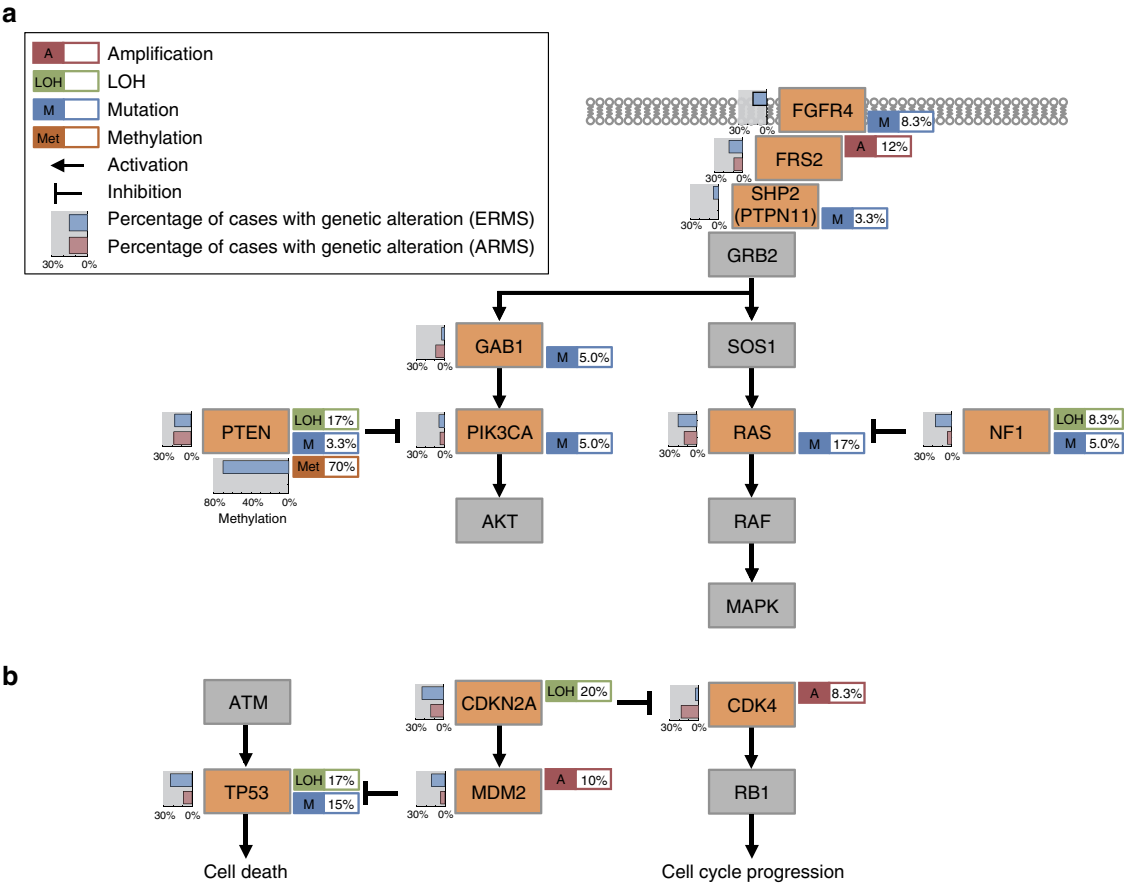 a
A Amplification
LOH LOH
M Mutation
Met Methylation
Activation
Inhibition
Percentage of cases with genetic alteration (ERMS)
Percentage of cases with genetic alteration (ARMS)
30% 0%
FGFR4
M 8.3%
30% 0%
FRS2
A 12%
30% 0%
SHP2
(PTPN11)
M 3.3%
30% 0%
GRB2
GAB1
M 5.0%
30% 0%
SOS1
PTEN
LOH 17%
M 3.3%
Met 70%
30% 0%
80% 40% 0%
Methylation
PIK3CA
M 5.0%
30% 0%
RAS
M 17%
30% 0%
NF1
LOH 8.3%
M 5.0%
30% 0%
AKT
RAF
MAPK
b
ATM
CDKN2A
LOH 20%
30% 0%
CDK4
A 8.3%
30% 0%
TP53
LOH 17%
M 15%
30% 0%
MDM2
A 10%
30% 0%
RB1
Cell death
Cell cycle progression